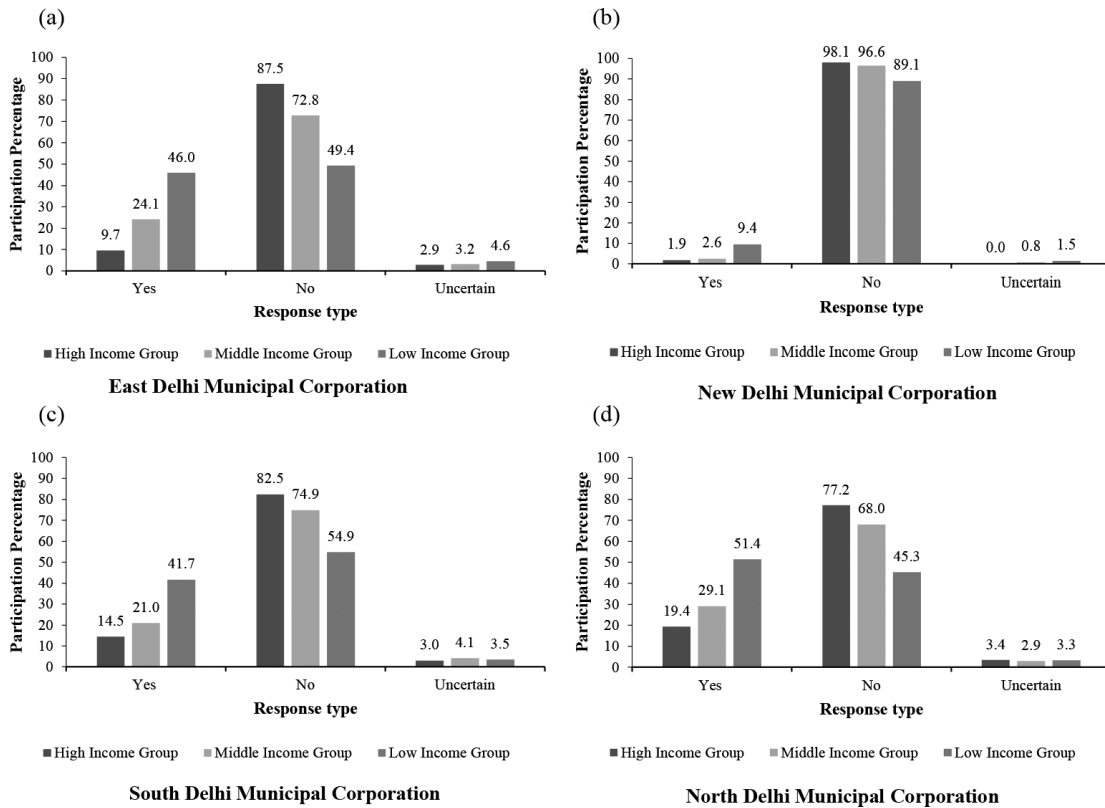 (a)
Participation Percentage
100
90
80
70
60
50
40
30
20
10
0
9.7
24.1
46.0
87.5
72.8
49.4
2.9
3.2
4.6
Yes
No
Uncertain
Response type
High Income Group
Middle Income Group
Low Income Group
East Delhi Municipal Corporation
(b)
Participation Percentage
100
90
80
70
60
50
40
30
20
10
0
1.9
2.6
9.4
98.1
96.6
89.1
0.0
0.8
1.5
Yes
No
Uncertain
Response type
High Income Group
Middle Income Group
Low Income Group
New Delhi Municipal Corporation
(c)
Participation Percentage
100
90
80
70
60
50
40
30
20
10
0
14.5
21.0
41.7
82.5
74.9
54.9
3.0
4.1
3.5
Yes
No
Uncertain
Response type
High Income Group
Middle Income Group
Low Income Group
South Delhi Municipal Corporation
(d)
Participation Percentage
100
90
80
70
60
50
40
30
20
10
0
19.4
29.1
51.4
77.2
68.0
45.3
3.4
2.9
3.3
Yes
No
Uncertain
Response type
High Income Group
Middle Income Group
Low Income Group
North Delhi Municipal Corporation